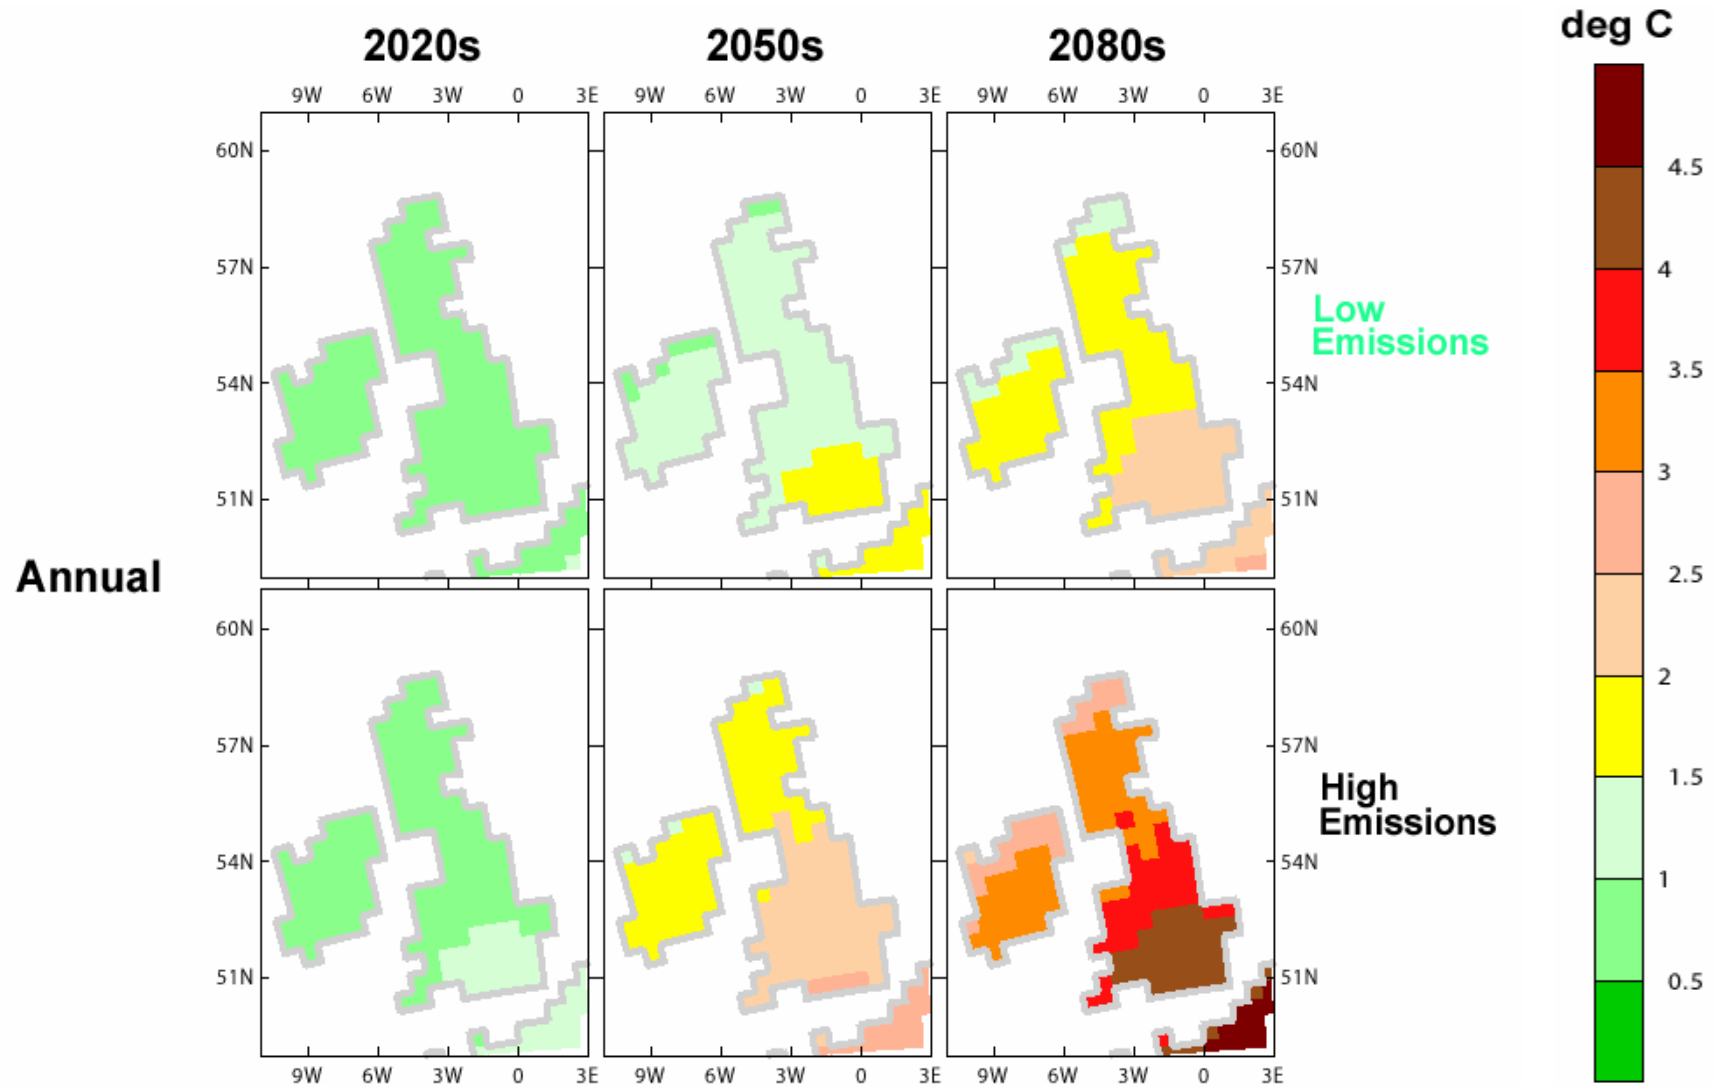 deg C
2020s 2050s 2080s
9W 6W 3W 0 3E 9W 6W 3W 0 3E 9W 6W 3W 0 3E
60N 60N
57N 57N
54N 54N
51N 51N
Low
Emissions
Annual
60N 60N
57N 57N
54N 54N
51N 51N
High
Emissions
9W 6W 3W 0 3E 9W 6W 3W 0 3E 9W 6W 3W 0 3E
4.5
4
3.5
3
2.5
2
1.5
1
0.5